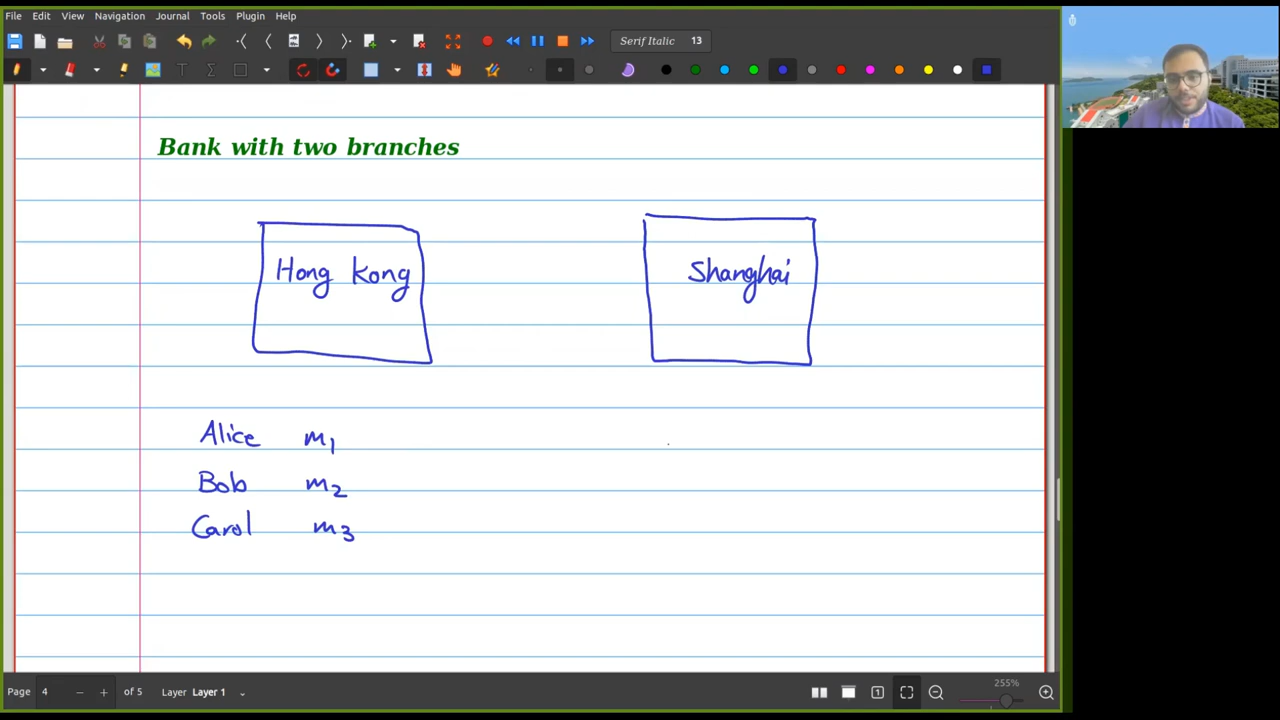 File Edit View Navigation Journal Tools Plugin Help
Serif Italic 13
Bank with two branches
Hong Kong
Shanghai
Alice m1
Bob m2
Carol m3
Page 4 − + of 5 Layer Layer 1
1
255%